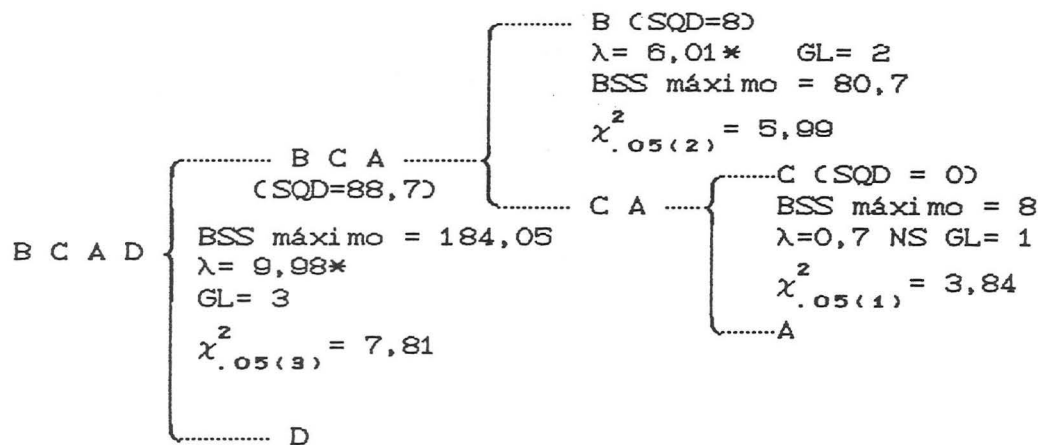 B (SQD=8)
λ= 6,01* GL= 2
BSS máximo = 80,7
χ².05(2) = 5,99
B C A
(SQD=88,7)
C A
C (SQD = 0)
BSS máximo = 8
λ=0,7 NS GL= 1
χ².05(1) = 3,84
A
B C A D
BSS máximo = 184,05
λ= 9,98*
GL= 3
χ².05(3) = 7,81
D